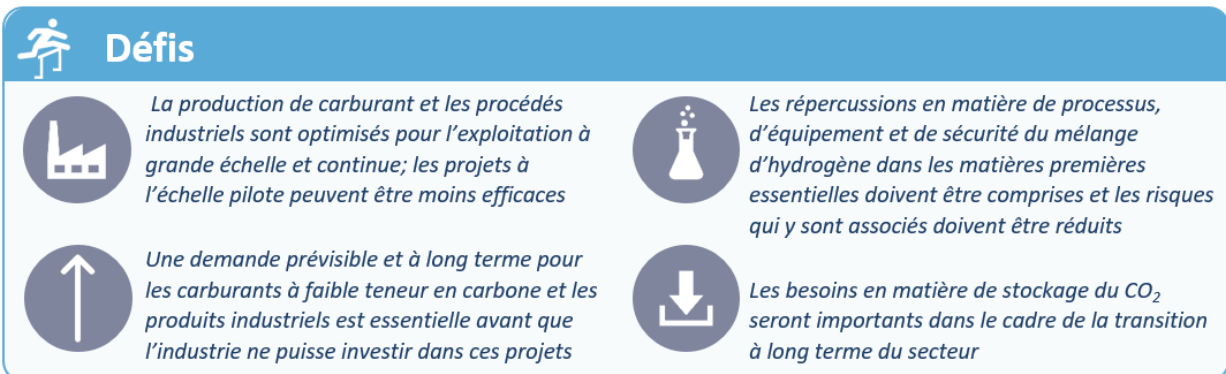 Défis
La production de carburant et les procédés
industriels sont optimisés pour l’exploitation à
grande échelle et continue; les projets à
l’échelle pilote peuvent être moins efficaces
Une demande prévisible et à long terme pour
les carburants à faible teneur en carbone et les
produits industriels est essentielle avant que
l’industrie ne puisse investir dans ces projets
Les répercussions en matière de processus,
d’équipement et de sécurité du mélange
d’hydrogène dans les matières premières
essentielles doivent être comprises et les risques
qui y sont associés doivent être réduits
Les besoins en matière de stockage du CO₂
seront importants dans le cadre de la transition
à long terme du secteur